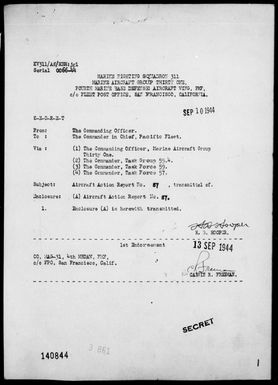 MARINE FIGHTING SQUADRON 311
MARINE AIRCRAFT GROUP THIRTY ONE,
FOURTH MARINE BASE DEFENSE AIRCRAFT WING, FMF,
c/o FLEET POST OFFICE, SAN FRANCISCO, CALIFORNIA.
Serial
SEP 10 1944
S-E-C-R-E-T
From: The Commanding Officer.
To: The Commander in Chief, Pacific Fleet.
Via: (1) The Commanding Officer, Marine Aircraft Group
Thirty One.
(2) The Commander, Task Group 59.4.
(3) The Commander, Task Force 59.
(4) The Commander, Task Force 57.
Subject: Aircraft Action Report No. 87, transmittal of.
Enclosure: (A) Aircraft Action Report No. 87.
1. Enclosure (A) is herewith transmitted.
1st Endorsement
13 SEP 1944
CO, MAG-31, 4th MBDAW, FMF,
c/o FPO, San Francisco, Calif.
CALVIN R. FREEMAN.
SECRET
140844
1